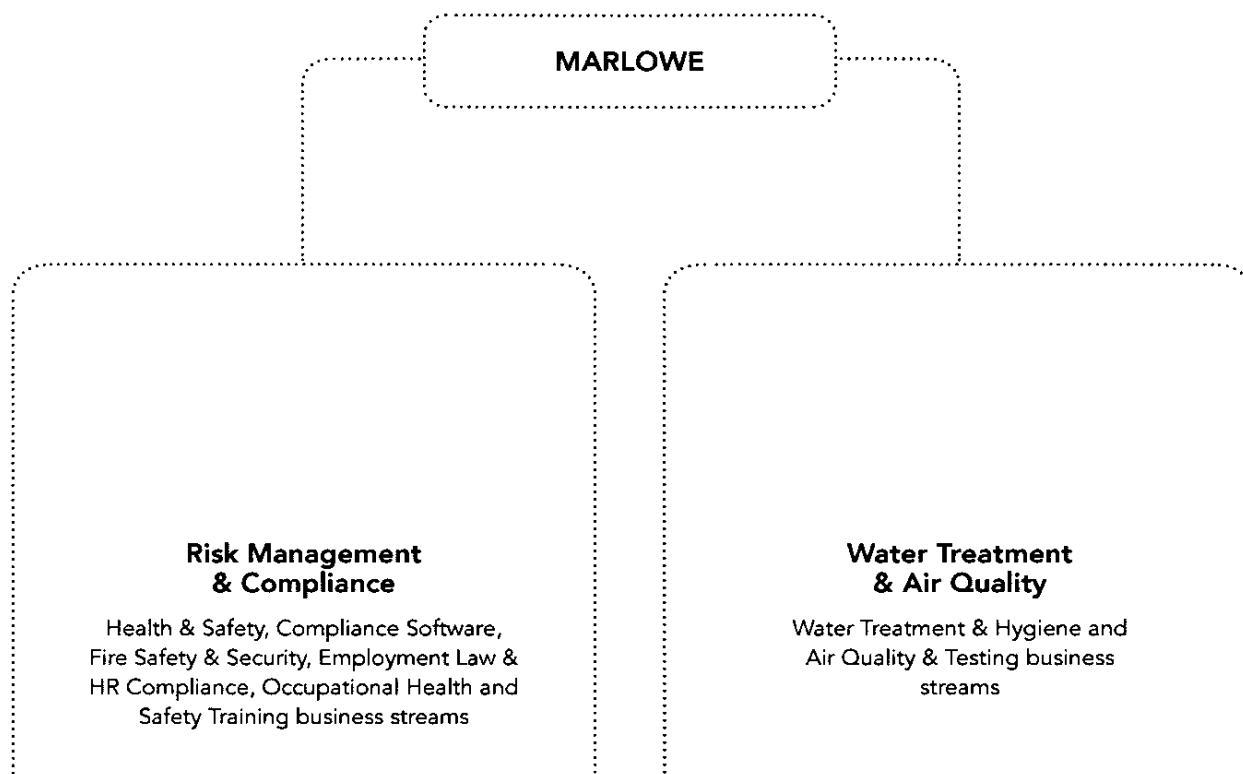 MARLOWE
Risk Management
& Compliance
Health & Safety, Compliance Software,
Fire Safety & Security, Employment Law &
HR Compliance, Occupational Health and
Safety Training business streams
Water Treatment
& Air Quality
Water Treatment & Hygiene and
Air Quality & Testing business
streams